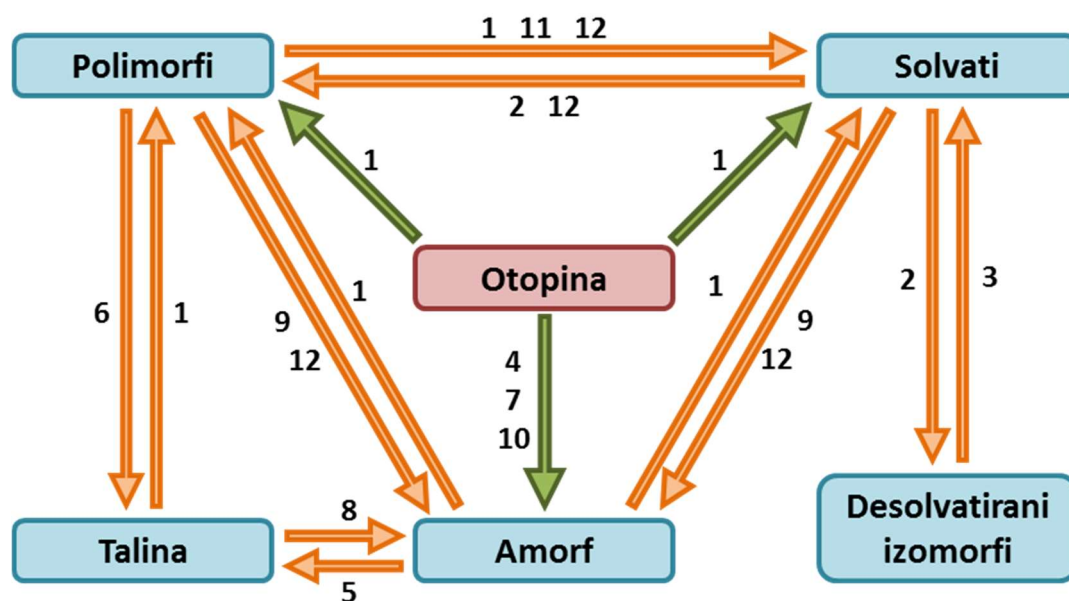 1 11 12
Polimorfi
Solvati
2 12
1
1
Otopina
6
1
9
12
1
1
9
12
2
3
4
7
10
Talina
8
5
Amorf
Desolvatirani
izomorfi